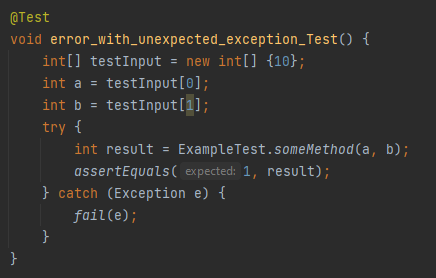 @Test
void error_with_unexpected_exception_Test() {
    int[] testInput = new int[] {10};
    int a = testInput[0];
    int b = testInput[1];
    try {
        int result = ExampleTest.someMethod(a, b);
        assertEquals( expected: 1, result);
    } catch (Exception e) {
        fail(e);
    }
}